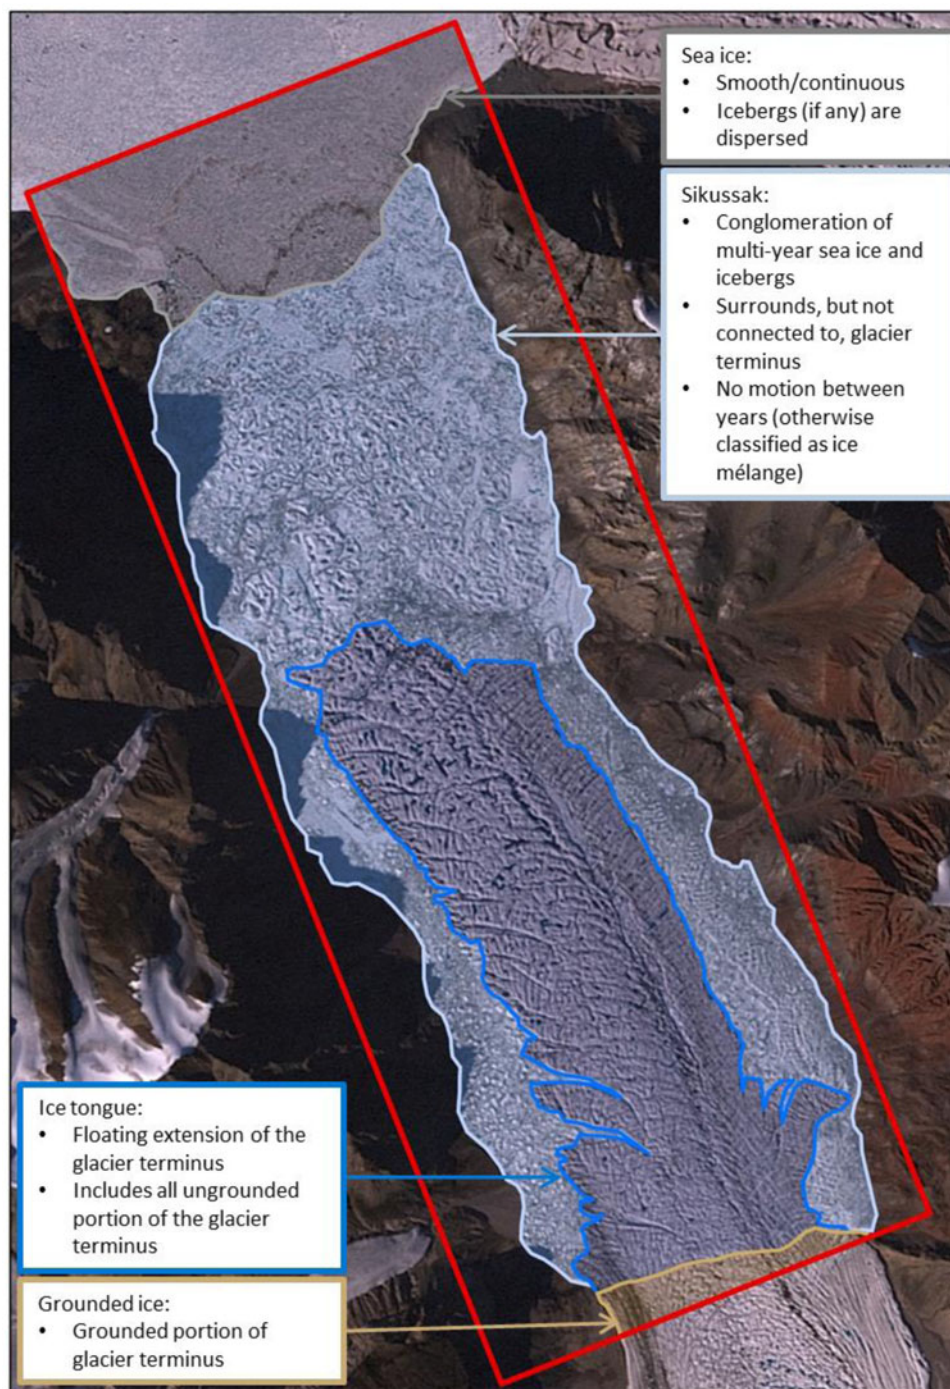 Sea ice:
• Smooth/continuous
• Icebergs (if any) are
dispersed
Sikussak:
• Conglomeration of
multi-year sea ice and
icebergs
• Surrounds, but not
connected to, glacier
terminus
• No motion between
years (otherwise
classified as ice
mélange)
Ice tongue:
• Floating extension of the
glacier terminus
• Includes all ungrounded
portion of the glacier
terminus
Grounded ice:
• Grounded portion of
glacier terminus